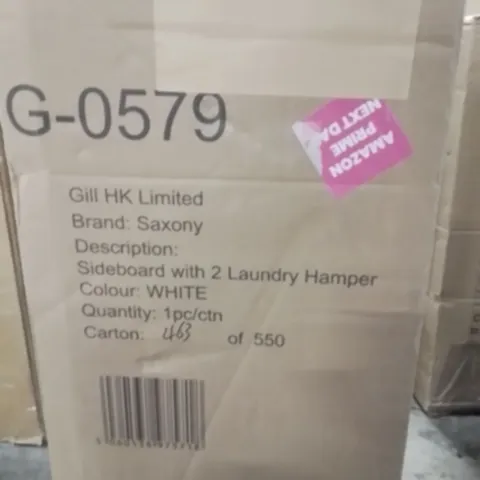 G-0579
AMAZON
PRIME
NEXT DA
Gill HK Limited
Brand: Saxony
Description:
Sideboard with 2 Laundry Hamper
Colour: WHITE
Quantity: 1pc/ctn
Carton: 463 of 550